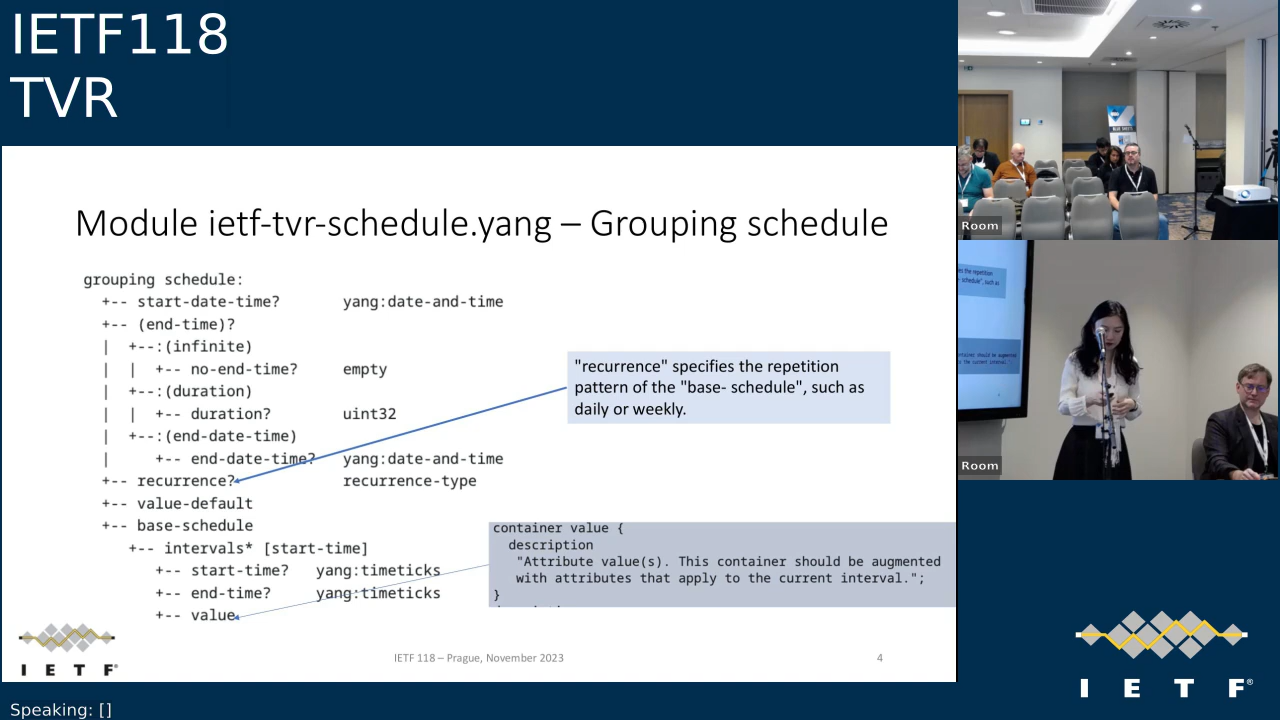 IETF118
TVR
Module ietf-tvr-schedule.yang – Grouping schedule
grouping schedule:
+-- start-date-time? yang:date-and-time
+-- (end-time)?
| +--:(infinite)
| | +-- no-end-time? empty
| +--:(duration)
| | +-- duration? uint32
| +--:(end-date-time)
| +-- end-date-time? yang:date-and-time
+-- recurrence? recurrence-type
+-- value-default
+-- base-schedule
+-- intervals* [start-time]
+-- start-time? yang:timeticks
+-- end-time? yang:timeticks
+-- value
"recurrence" specifies the repetition
pattern of the "base- schedule", such as
daily or weekly.
container value {
description
"Attribute value(s). This container should be augmented
with attributes that apply to the current interval.";
}
I E T F®
IETF 118 – Prague, November 2023
4
Room
Room
I E T F®
Speaking: []